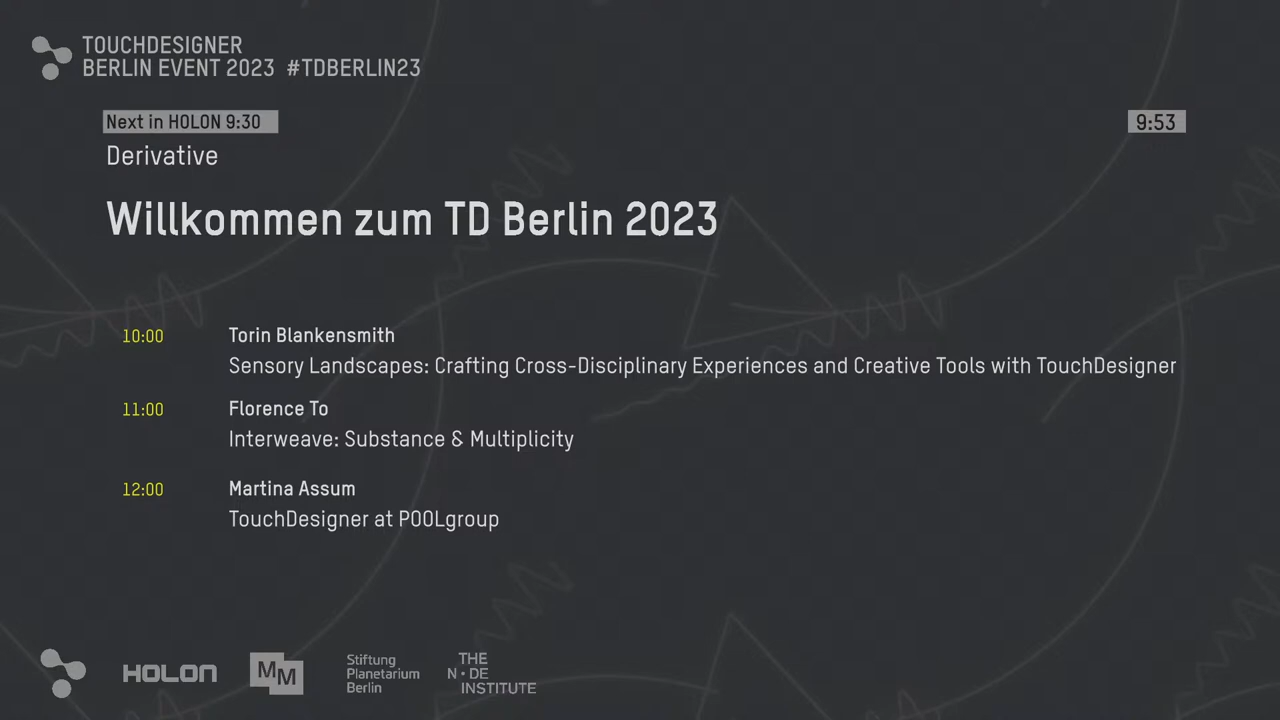 TOUCHDESIGNER
BERLIN EVENT 2023 #TDBERLIN23
Next in HOLON 9:30
9:53
Derivative
Willkommen zum TD Berlin 2023
10:00 Torin Blankensmith
Sensory Landscapes: Crafting Cross-Disciplinary Experiences and Creative Tools with TouchDesigner
11:00 Florence To
Interweave: Substance & Multiplicity
12:00 Martina Assum
TouchDesigner at POOLgroup
HOLON
MM
Stiftung
Planetarium
Berlin
THE
N•DE
INSTITUTE